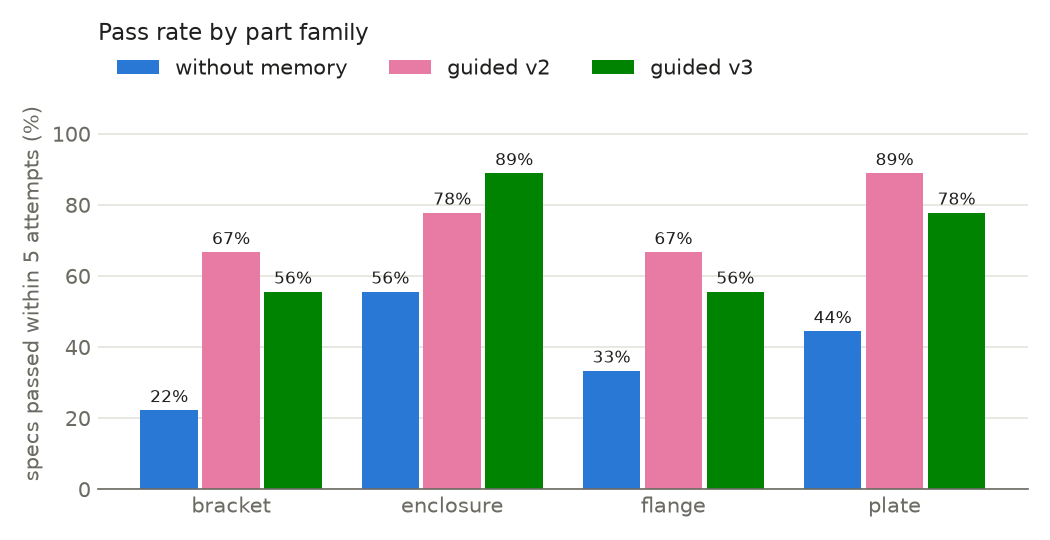 Pass rate by part family
without memory guided v2 guided v3
specs passed within 5 attempts (%)
100
80
60
40
20
0
22% 67% 56%
56% 78% 89%
33% 67% 56%
44% 89% 78%
bracket enclosure flange plate